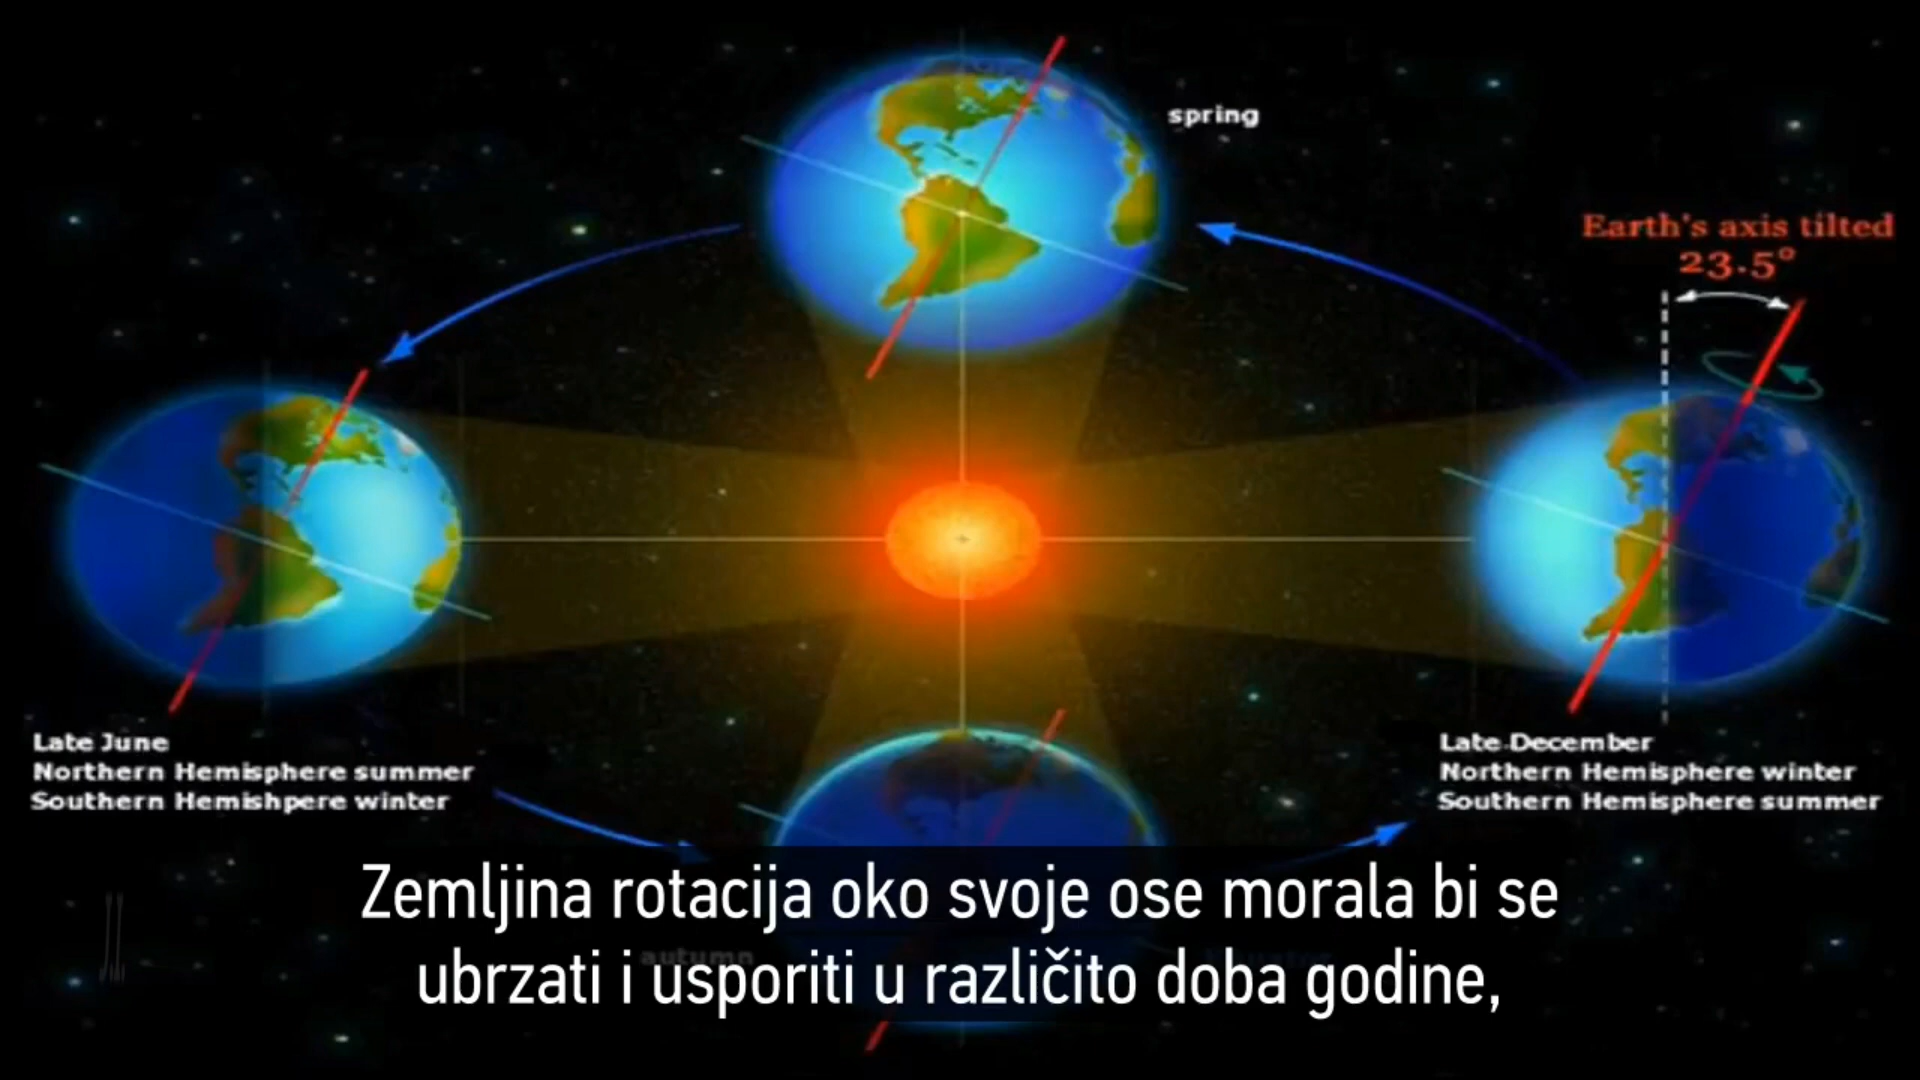 spring
Earth's axis tilted
23.5°
Late June
Northern Hemisphere summer
Southern Hemishpere winter
Late December
Northern Hemisphere winter
Southern Hemisphere summer
autumn
Zemljina rotacija oko svoje ose morala bi se
ubrzati i usporiti u različito doba godine,